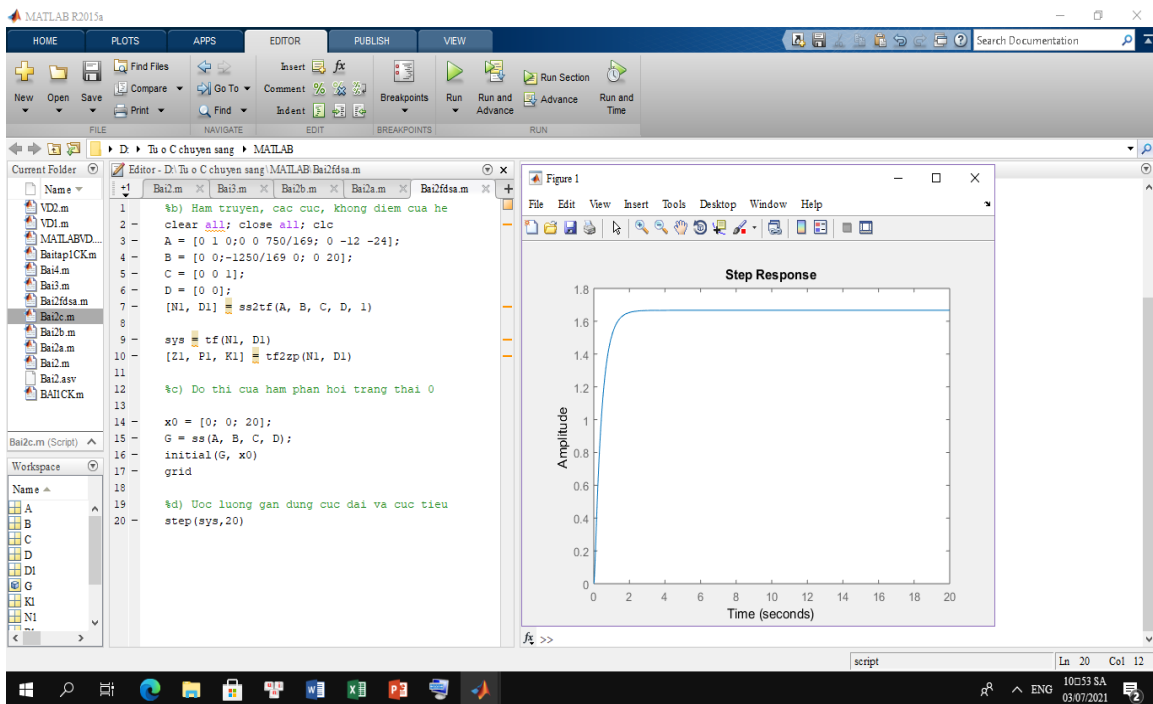 MATLAB R2015a
HOME PLOTS APPS EDITOR PUBLISH VIEW
Search Documentation
New Open Save
Find Files
Compare
Print
Go To
Find
Insert fx
Comment
Indent
Breakpoints
Run
Run and Advance
Run Section
Advance
Run and Time
FILE NAVIGATE EDIT BREAKPOINTS RUN
D: Tu o C chuyen sang MATLAB
Current Folder
Name
VD2.m
VD1.m
MATLABVD....
Baitap1CK.m
Bai4.m
Bai3.m
Bai2fdsa.m
Bai2c.m
Bai2b.m
Bai2a.m
Bai2.m
Bai2.asv
BAI1CK.m
Bai2c.m (Script)
Workspace
Name
A
B
C
D
D1
G
K1
N1
Editor - D:\Tu o C chuyen sang\MATLAB\Bai2fdsa.m
+1 Bai2.m Bai3.m Bai2b.m Bai2a.m Bai2fdsa.m
1 %b) Ham truyen, cac cuc, khong diem cua he
2 - clear all; close all; clc
3 - A = [0 1 0;0 0 750/169; 0 -12 -24];
4 - B = [0 0;-1250/169 0; 0 20];
5 - C = [0 0 1];
6 - D = [0 0];
7 - [N1, D1] = ss2tf(A, B, C, D, 1)
8
9 - sys = tf(N1, D1)
10 - [Z1, P1, K1] = tf2zp(N1, D1)
11
12 %c) Do thi cua ham phan hoi trang thai 0
13
14 - x0 = [0; 0; 20];
15 - G = ss(A, B, C, D);
16 - initial(G, x0)
17 - grid
18
19 %d) Uoc luong gan dung cuc dai va cuc tieu
20 - step(sys,20)
Figure 1
File Edit View Insert Tools Desktop Window Help
Step Response
Amplitude
1.8
1.6
1.4
1.2
1
0.8
0.6
0.4
0.2
0
0 2 4 6 8 10 12 14 16 18 20
Time (seconds)
fx >>
script Ln 20 Col 12
ENG
10□53 SA
03/07/2021
2